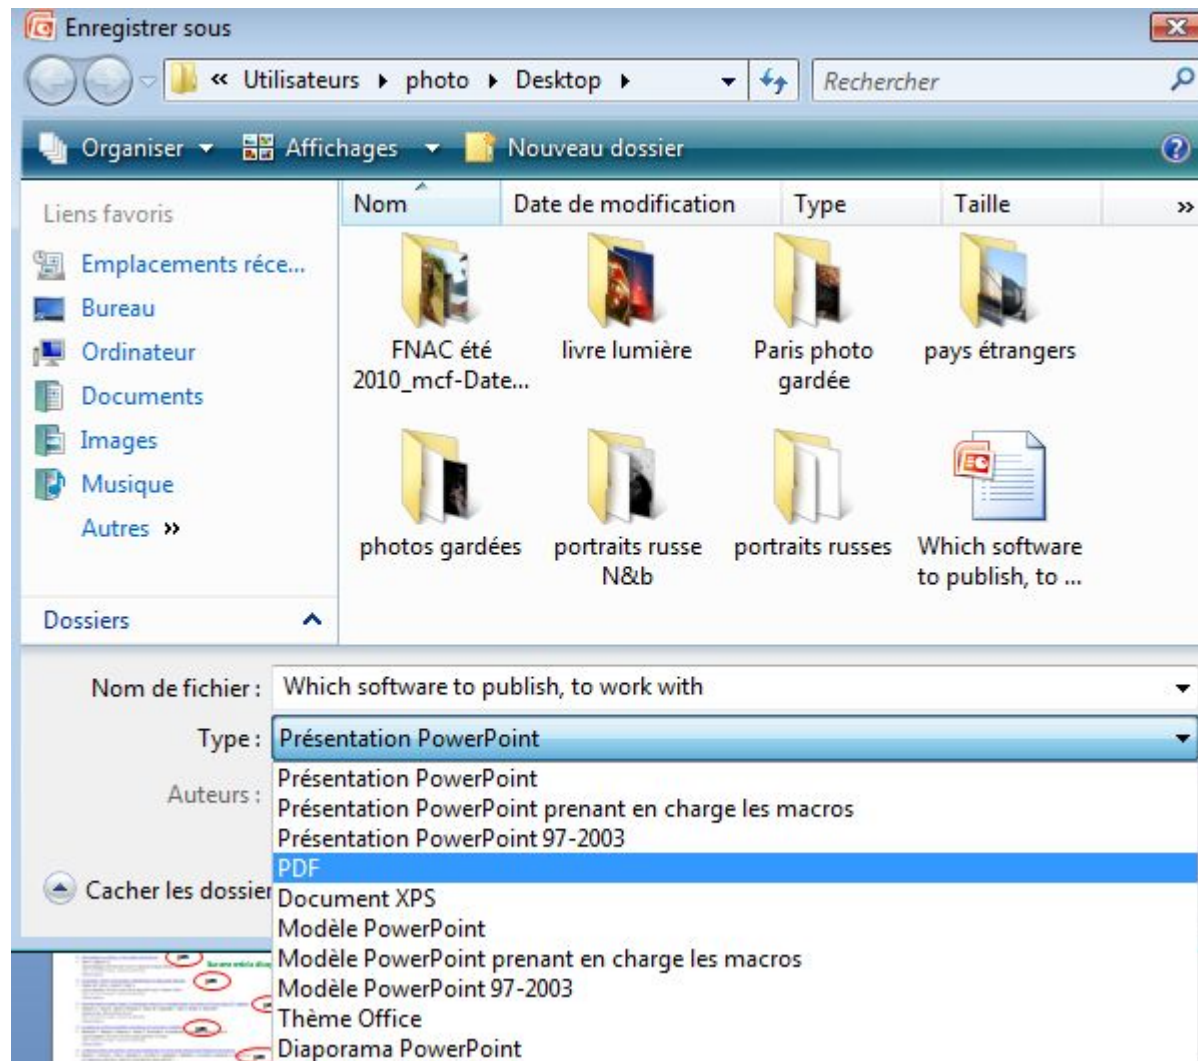 Enregistrer sous
« Utilisateurs photo Desktop
Rechercher
Organiser Affichages Nouveau dossier
Liens favoris
Emplacements réce...
Bureau
Ordinateur
Documents
Images
Musique
Autres »
Dossiers
Nom Date de modification Type Taille »
FNAC été
2010_mcf-Date...
livre lumière
Paris photo
gardée
pays étrangers
photos gardées
portraits russe
N&b
portraits russes
Which software
to publish, to ...
Nom de fichier : Which software to publish, to work with
Type : Présentation PowerPoint
Auteurs :
Présentation PowerPoint
Présentation PowerPoint prenant en charge les macros
Présentation PowerPoint 97-2003
PDF
Document XPS
Modèle PowerPoint
Modèle PowerPoint prenant en charge les macros
Modèle PowerPoint 97-2003
Thème Office
Diaporama PowerPoint
Cacher les dossier